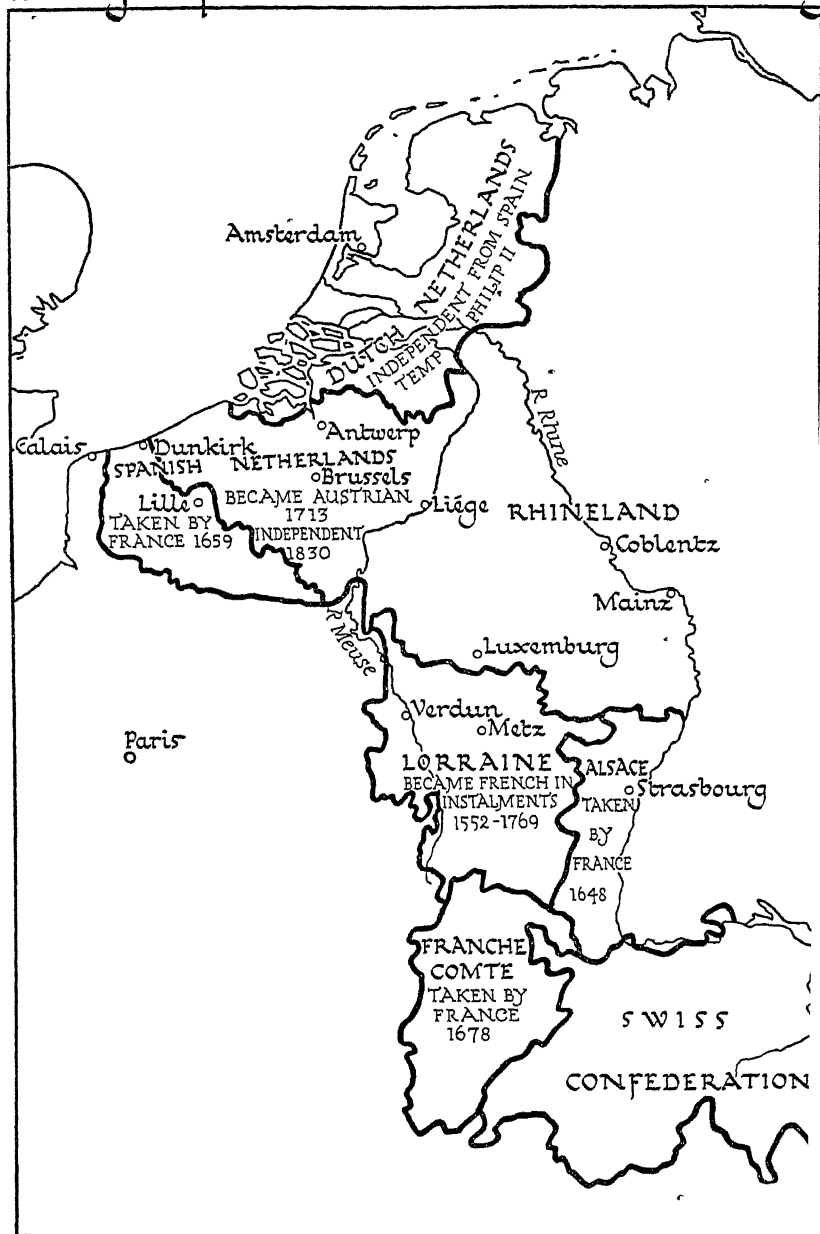 Amsterdam
DUTCH NETHERLANDS
INDEPENDENT FROM SPAIN
TEMP PHILIP II
R Rhine
Calais
Dunkirk
Antwerp
SPANISH NETHERLANDS
Brussels
Lille
BECAME AUSTRIAN
1713
INDEPENDENT
1830
TAKEN BY
FRANCE 1659
Liége
RHINELAND
Coblentz
Mainz
R Meuse
Luxemburg
Verdun
Metz
Paris
LORRAINE
BECAME FRENCH IN
INSTALMENTS
1552-1769
ALSACE
Strasbourg
TAKEN
BY
FRANCE
1648
FRANCHE
COMTE
TAKEN BY
FRANCE
1678
SWISS
CONFEDERATION